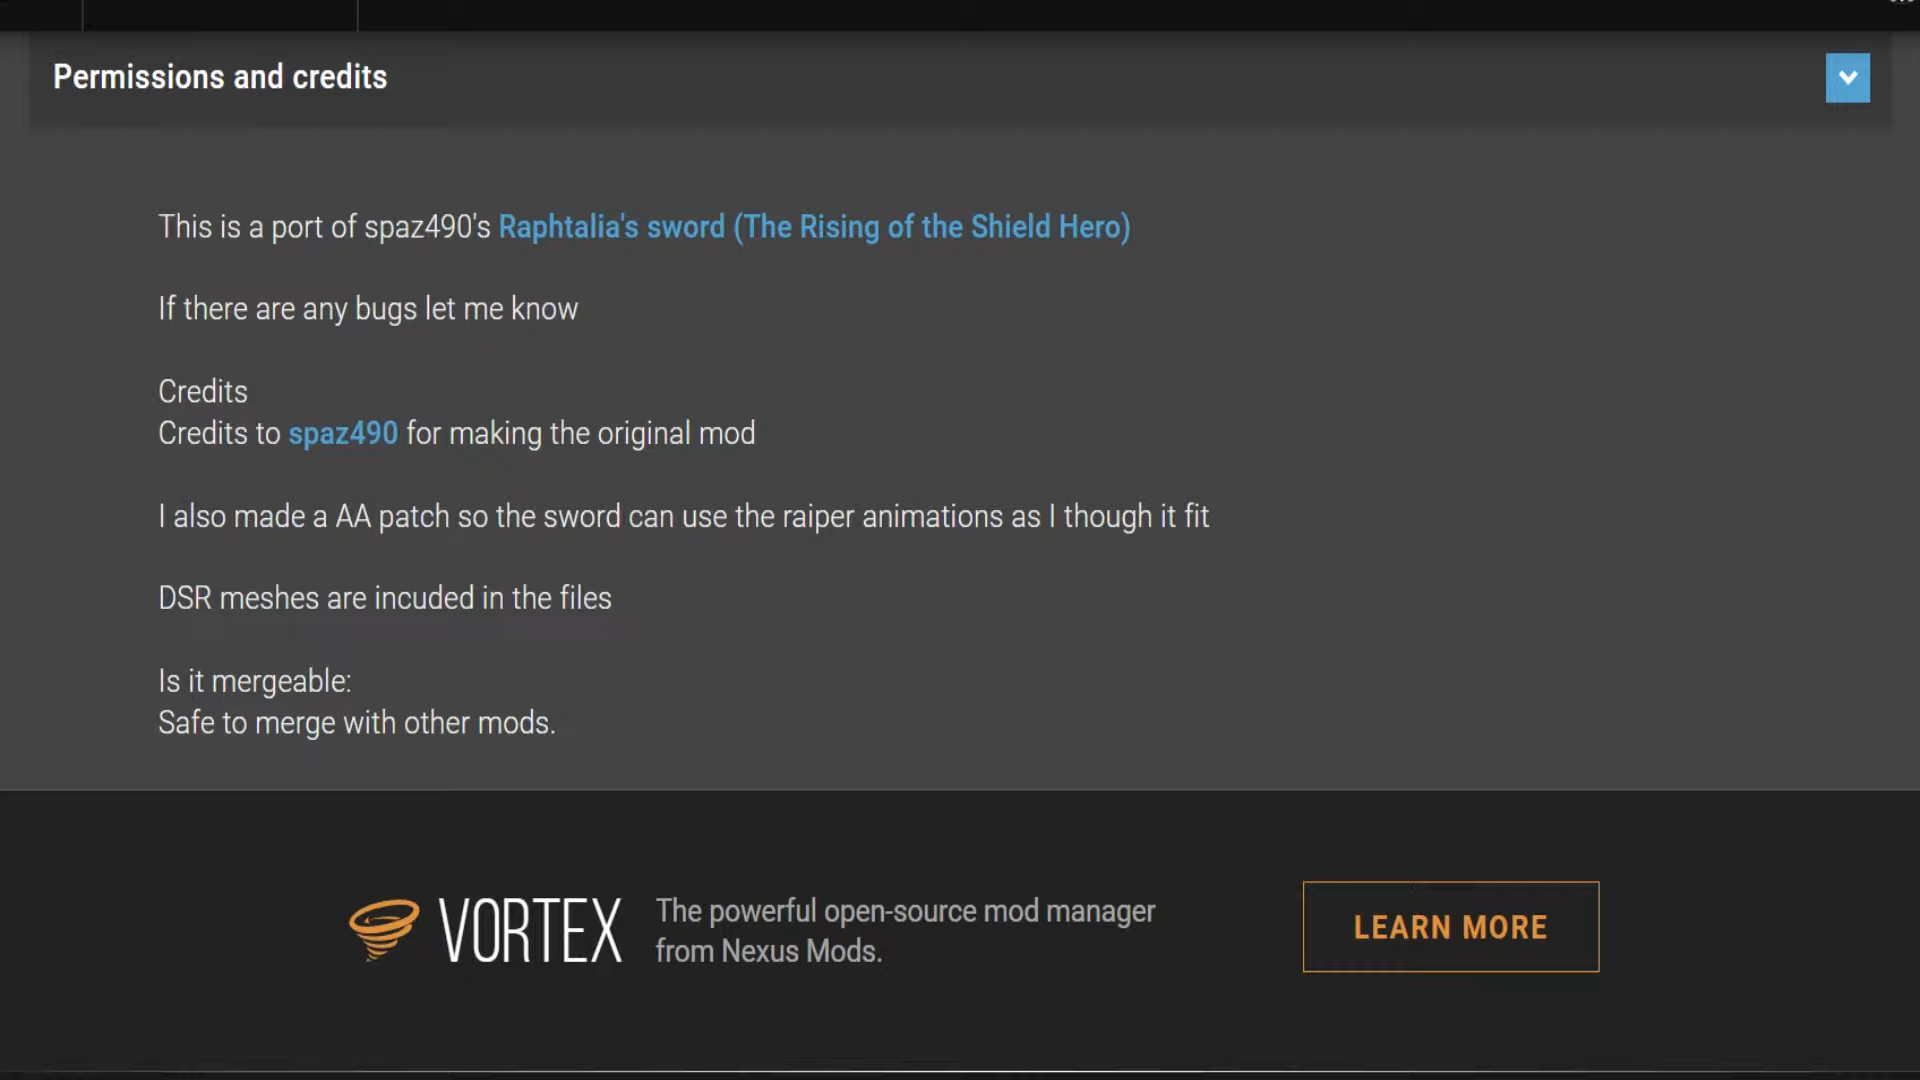 Permissions and credits
This is a port of spaz490's Raphtalia's sword (The Rising of the Shield Hero)
If there are any bugs let me know
Credits
Credits to spaz490 for making the original mod
I also made a AA patch so the sword can use the raiper animations as I though it fit
DSR meshes are incuded in the files
Is it mergeable:
Safe to merge with other mods.
VORTEX
The powerful open-source mod manager
from Nexus Mods.
LEARN MORE